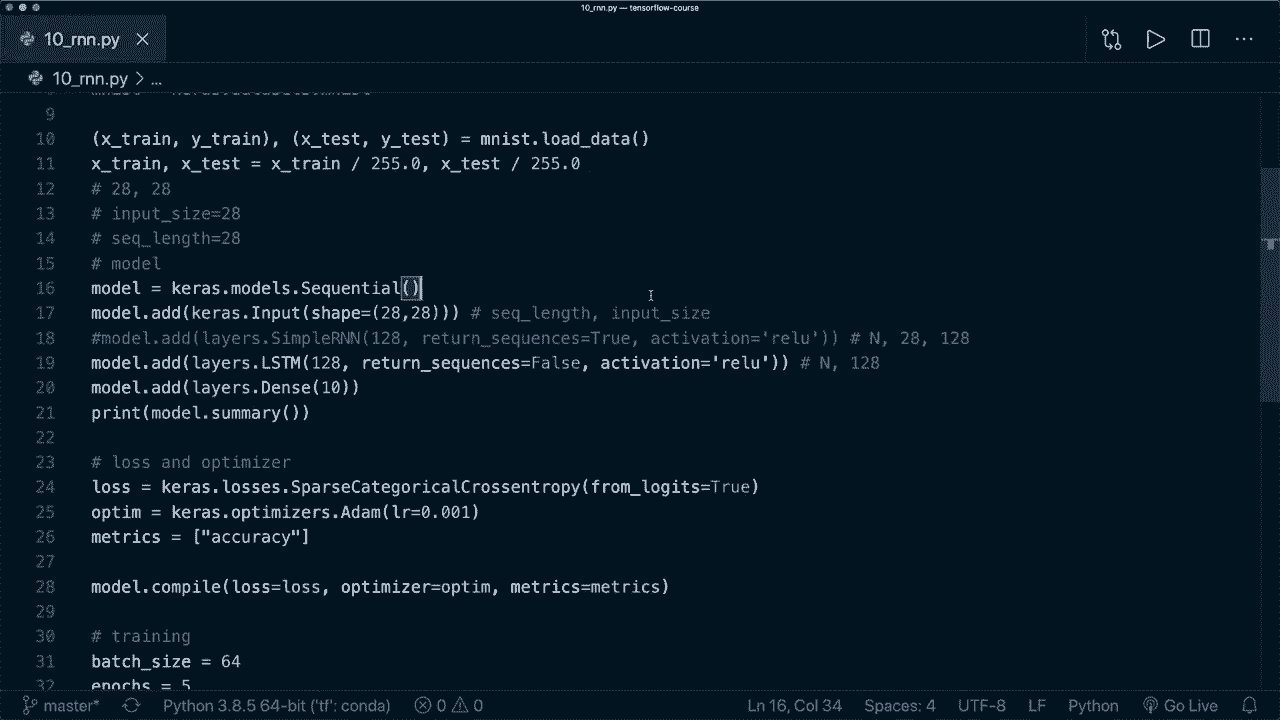 10_rnn.py — tensorflow-course
10_rnn.py
10_rnn.py > ...
9
10 (x_train, y_train), (x_test, y_test) = mnist.load_data()
11 x_train, x_test = x_train / 255.0, x_test / 255.0
12 # 28, 28
13 # input_size=28
14 # seq_length=28
15 # model
16 model = keras.models.Sequential()
17 model.add(keras.Input(shape=(28,28))) # seq_length, input_size
18 #model.add(layers.SimpleRNN(128, return_sequences=True, activation='relu')) # N, 28, 128
19 model.add(layers.LSTM(128, return_sequences=False, activation='relu')) # N, 128
20 model.add(layers.Dense(10))
21 print(model.summary())
22
23 # loss and optimizer
24 loss = keras.losses.SparseCategoricalCrossentropy(from_logits=True)
25 optim = keras.optimizers.Adam(lr=0.001)
26 metrics = ["accuracy"]
27
28 model.compile(loss=loss, optimizer=optim, metrics=metrics)
29
30 # training
31 batch_size = 64
32 epochs = 5
master* Python 3.8.5 64-bit ('tf': conda) 0 0 Ln 16, Col 34 Spaces: 4 UTF-8 LF Python Go Live